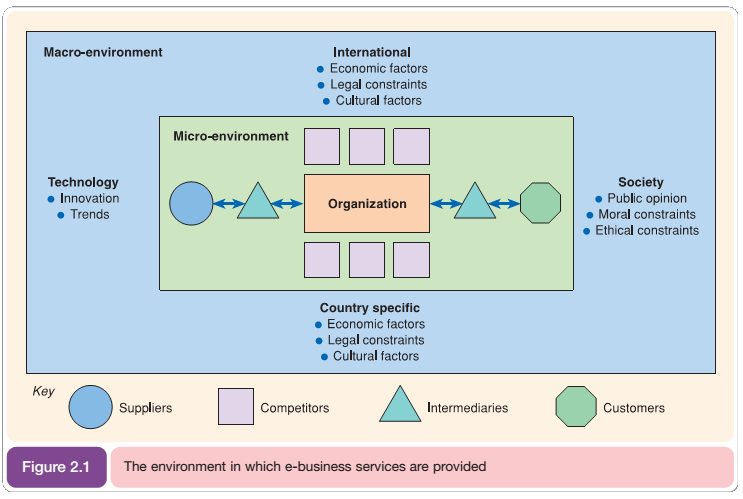 Macro-environment
International
● Economic factors
● Legal constraints
● Cultural factors
Micro-environment
Technology
● Innovation
● Trends
Organization
Society
● Public opinion
● Moral constraints
● Ethical constraints
Country specific
● Economic factors
● Legal constraints
● Cultural factors
Key
Suppliers
Competitors
Intermediaries
Customers
Figure 2.1
The environment in which e-business services are provided